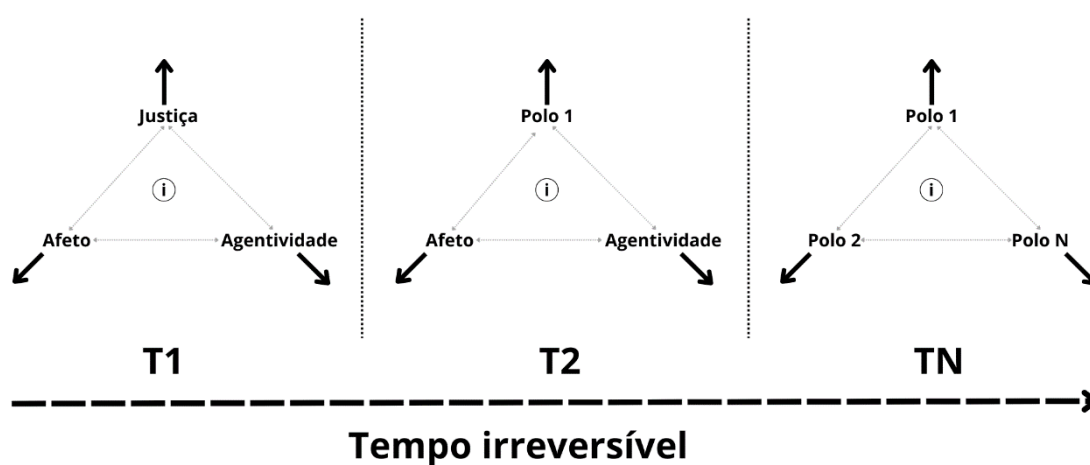 Justiça
Polo 1
Polo 1
i
i
i
Afeto
Agentividade
Afeto
Agentividade
Polo 2
Polo N
T1
T2
TN
Tempo irreversível